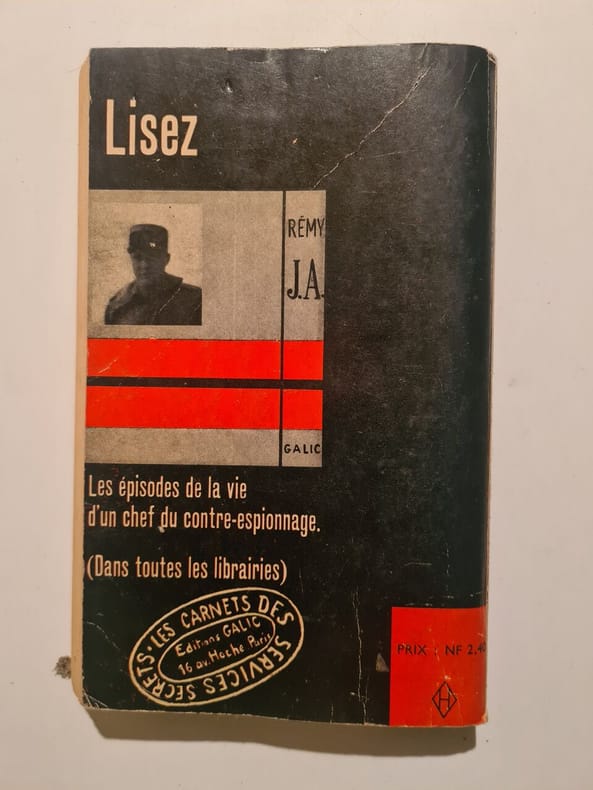 Lisez
RÉMY
J.A.
GALIC
Les épisodes de la vie
d'un chef du contre-espionnage.
(Dans toutes les librairies)
• LES CARNETS DES SERVICES SECRETS
Editions GALIC
16 av. Hoche Paris
PRIX : NF 2.40
H